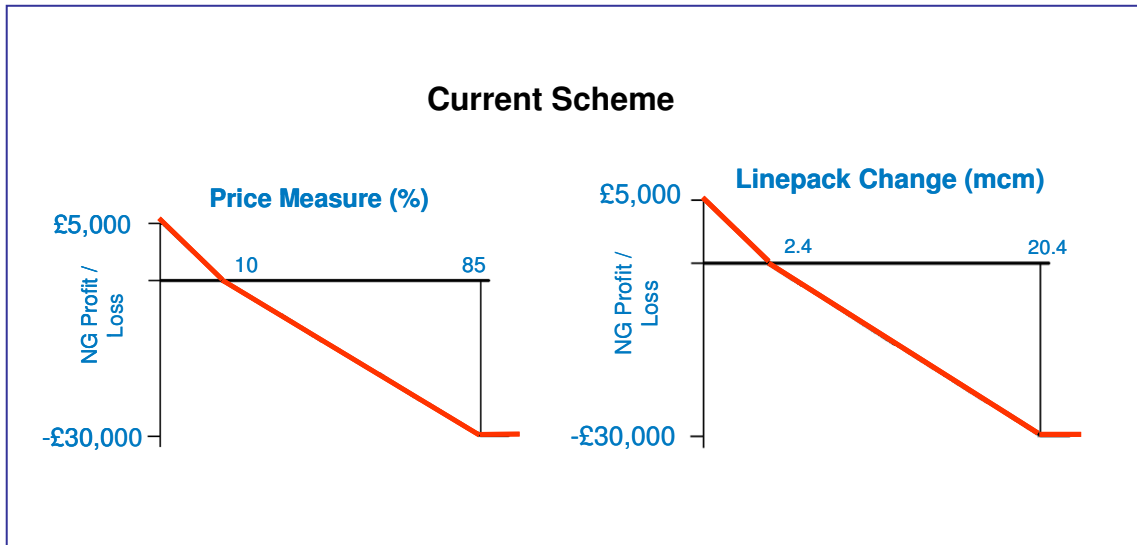 Current Scheme
Price Measure (%)
£5,000
10
85
NG Profit /
Loss
-£30,000
Linepack Change (mcm)
£5,000
2.4
20.4
NG Profit /
Loss
-£30,000